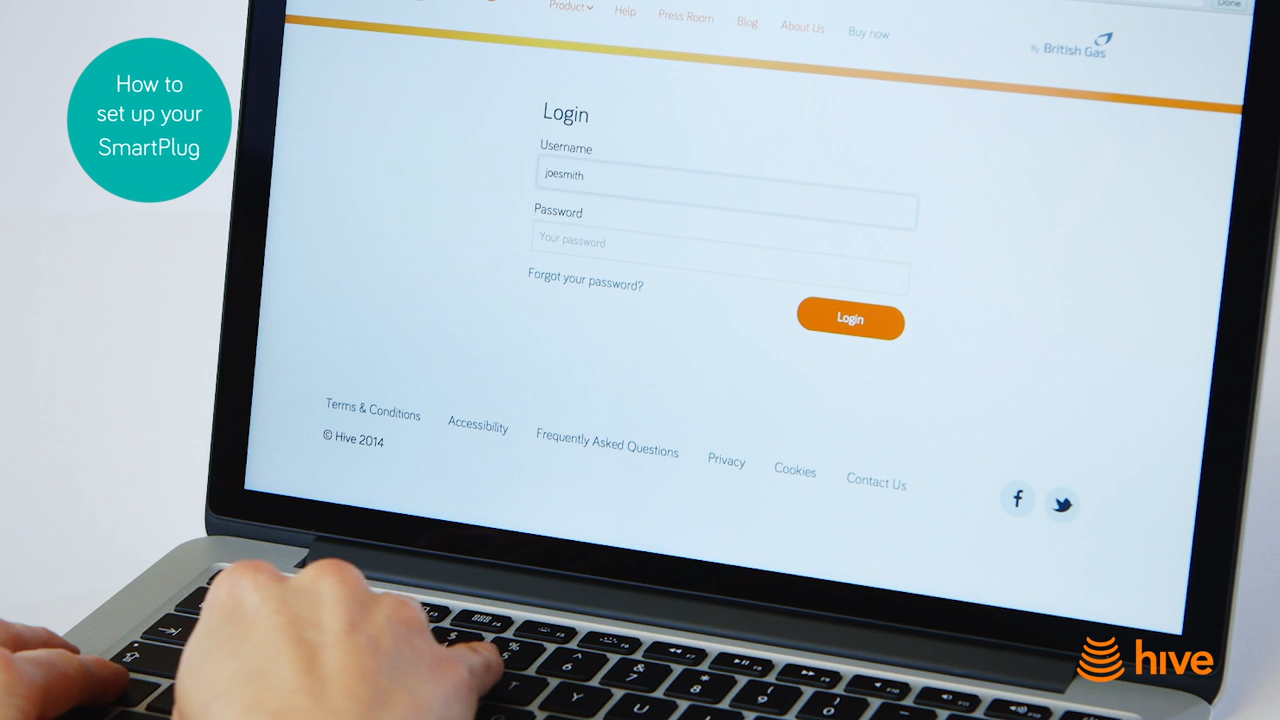 How to
set up your
SmartPlug
Done
Product Help Press Room Blog About Us Buy now
By British Gas
Login
Username
joesmith
Password
Your password
Forgot your password?
Login
Terms & Conditions Accessibility Frequently Asked Questions Privacy Cookies Contact Us
© Hive 2014
hive